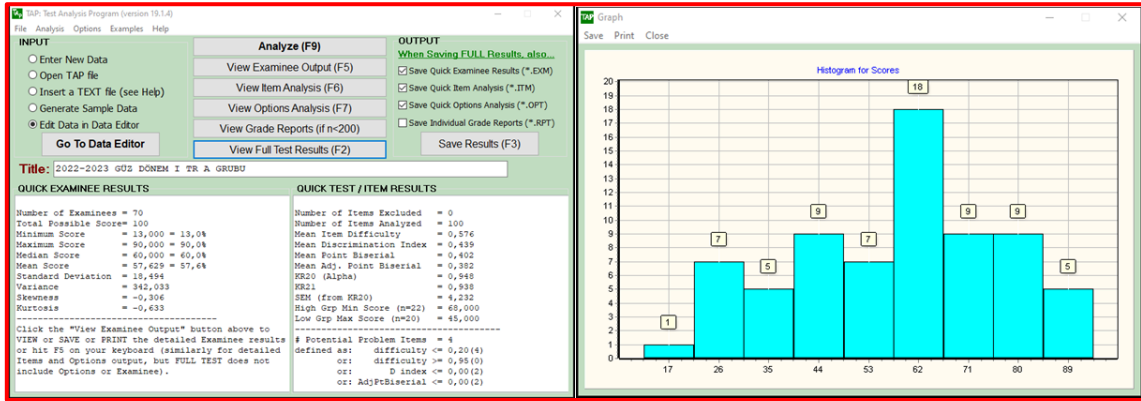 TAP: Test Analysis Program (version 19.1.4)
File Analysis Options Examples Help
INPUT
Enter New Data
Open TAP file
Insert a TEXT file (see Help)
Generate Sample Data
Edit Data in Data Editor
Go To Data Editor
Analyze (F9)
View Examinee Output (F5)
View Item Analysis (F6)
View Options Analysis (F7)
View Grade Reports (if n<200)
View Full Test Results (F2)
OUTPUT
When Saving FULL Results, also...
Save Quick Examinee Results (*.EXM)
Save Quick Item Analysis (*.ITM)
Save Quick Options Analysis (*.OPT)
Save Individual Grade Reports (*.RPT)
Save Results (F3)
Title: 2022-2023 GÜZ DÖNEM I TR A GRUBU
QUICK EXAMINEE RESULTS
Number of Examinees = 70
Total Possible Score= 100
Minimum Score = 13,000 = 13,0%
Maximum Score = 90,000 = 90,0%
Median Score = 60,000 = 60,0%
Mean Score = 57,629 = 57,6%
Standard Deviation = 18,494
Variance = 342,033
Skewness = -0,306
Kurtosis = -0,633
Click the "View Examinee Output" button above to
VIEW or SAVE or PRINT the detailed Examinee results
or hit F5 on your keyboard (similarly for detailed
Items and Options output, but FULL TEST does not
include Options or Examinee).
QUICK TEST / ITEM RESULTS
Number of Items Excluded = 0
Number of Items Analyzed = 100
Mean Item Difficulty = 0,576
Mean Discrimination Index = 0,439
Mean Point Biserial = 0,402
Mean Adj. Point Biserial = 0,382
KR20 (Alpha) = 0,948
KR21 = 0,938
SEM (from KR20) = 4,232
High Grp Min Score (n=22) = 68,000
Low Grp Max Score (n=20) = 45,000
# Potential Problem Items = 4
defined as: difficulty <= 0,20(4)
or: difficulty >= 0,95(0)
or: D index <= 0,00(2)
or: AdjPtBiserial <= 0,00(2)
TAP Graph
Save Print Close
Histogram for Scores
20
19
18
17
16
15
14
13
12
11
10
9
8
7
6
5
4
3
2
1
0
1
7
5
9
7
18
9
9
5
17 26 35 44 53 62 71 80 89